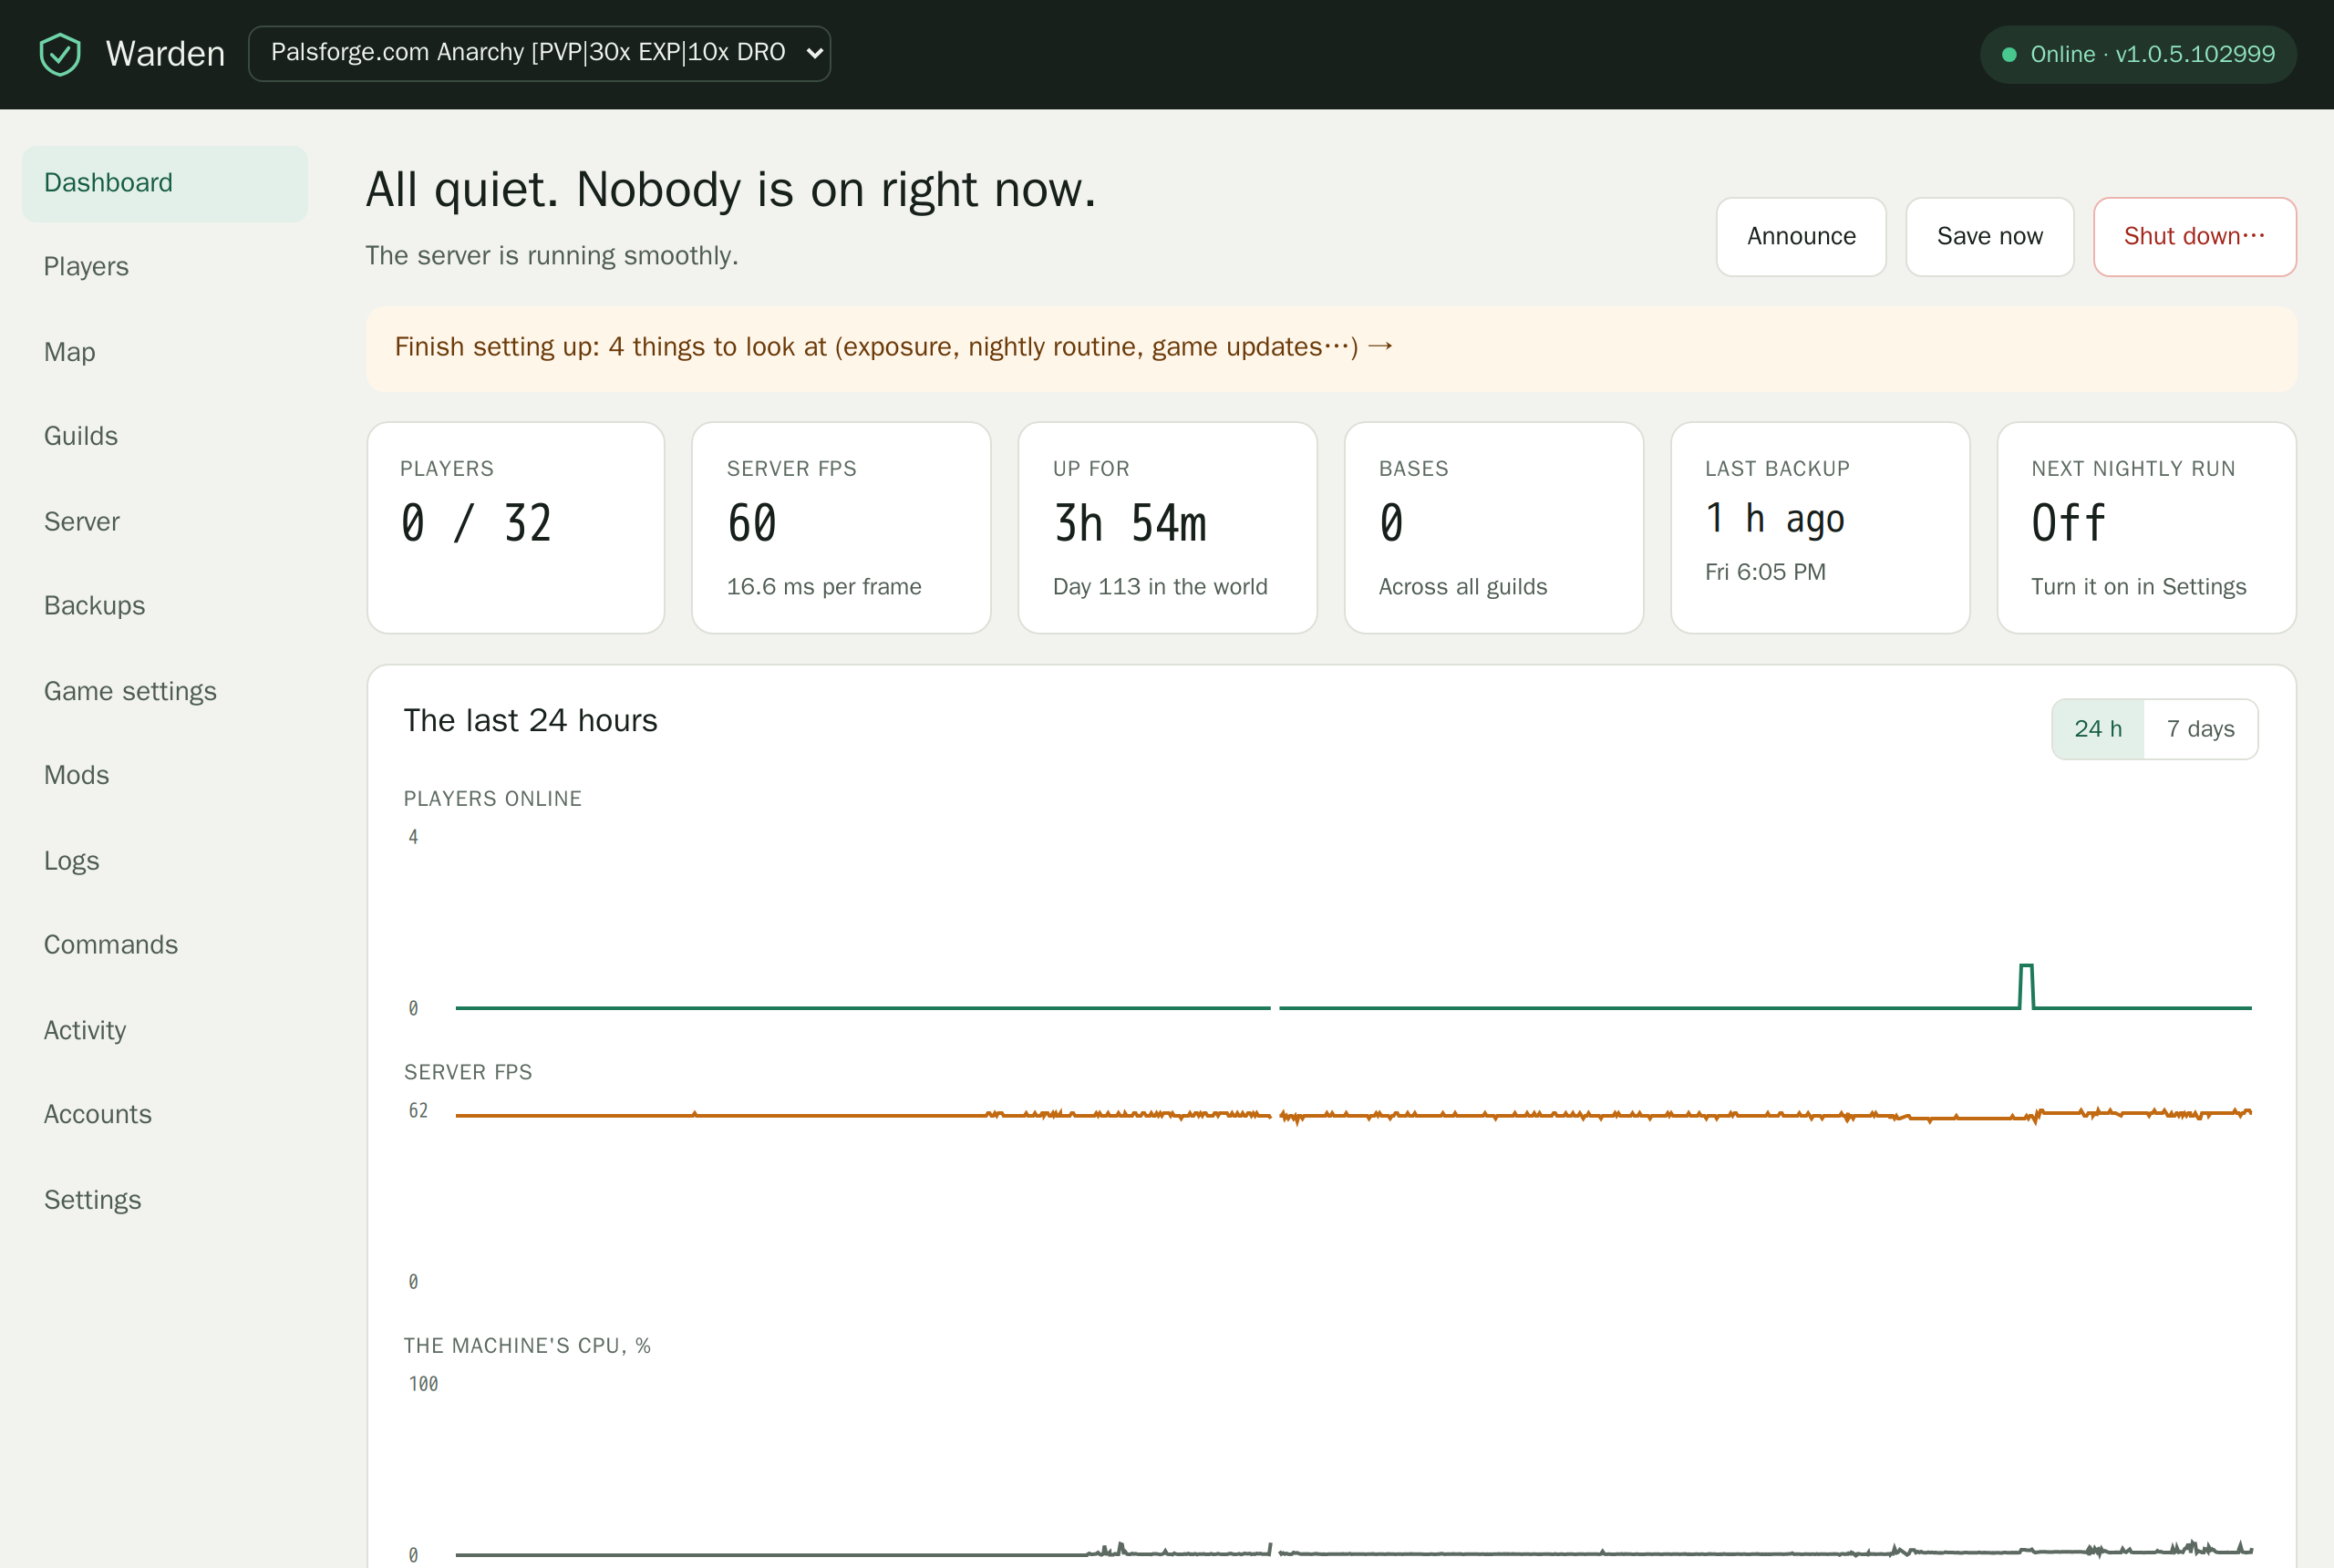 Warden
Palsforge.com Anarchy [PVP|30x EXP|10x DRO
Online · v1.0.5.102999
Dashboard
Players
Map
Guilds
Server
Backups
Game settings
Mods
Logs
Commands
Activity
Accounts
Settings
All quiet. Nobody is on right now.
The server is running smoothly.
Announce
Save now
Shut down…
Finish setting up: 4 things to look at (exposure, nightly routine, game updates…) →
PLAYERS
0 / 32
SERVER FPS
60
16.6 ms per frame
UP FOR
3h 54m
Day 113 in the world
BASES
0
Across all guilds
LAST BACKUP
1 h ago
Fri 6:05 PM
NEXT NIGHTLY RUN
Off
Turn it on in Settings
The last 24 hours
24 h
7 days
PLAYERS ONLINE
4
0
SERVER FPS
62
0
THE MACHINE'S CPU, %
100
0